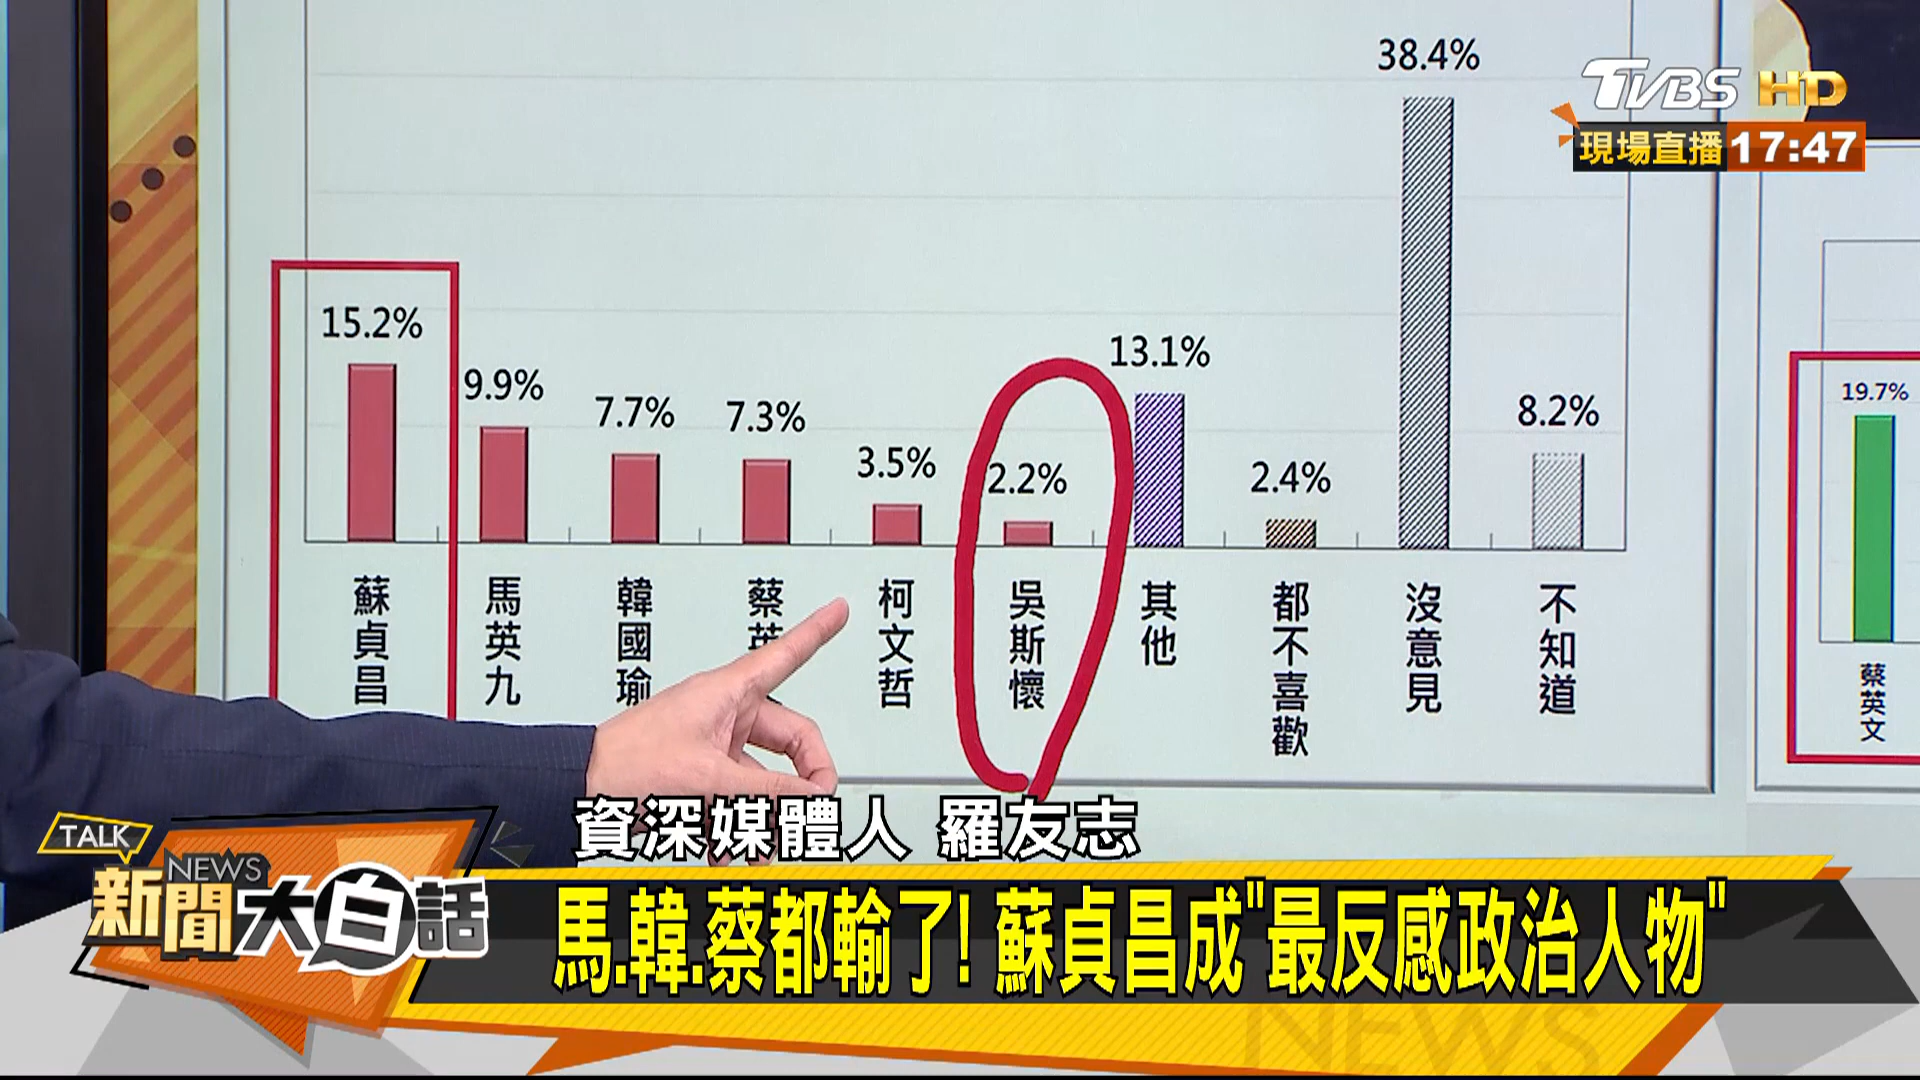 38.4%
TVBS HD
現場直播 17:47
15.2%
9.9%
7.7%
7.3%
3.5%
2.2%
13.1%
2.4%
8.2%
19.7%
蘇貞昌
馬英九
韓國瑜
蔡英
柯文哲
吳斯懷
其他
都不喜歡
沒意見
不知道
蔡英文
資深媒體人 羅友志
TALK
NEWS
新聞大白話
馬.韓.蔡都輸了! 蘇貞昌成"最反感政治人物"
NEWS